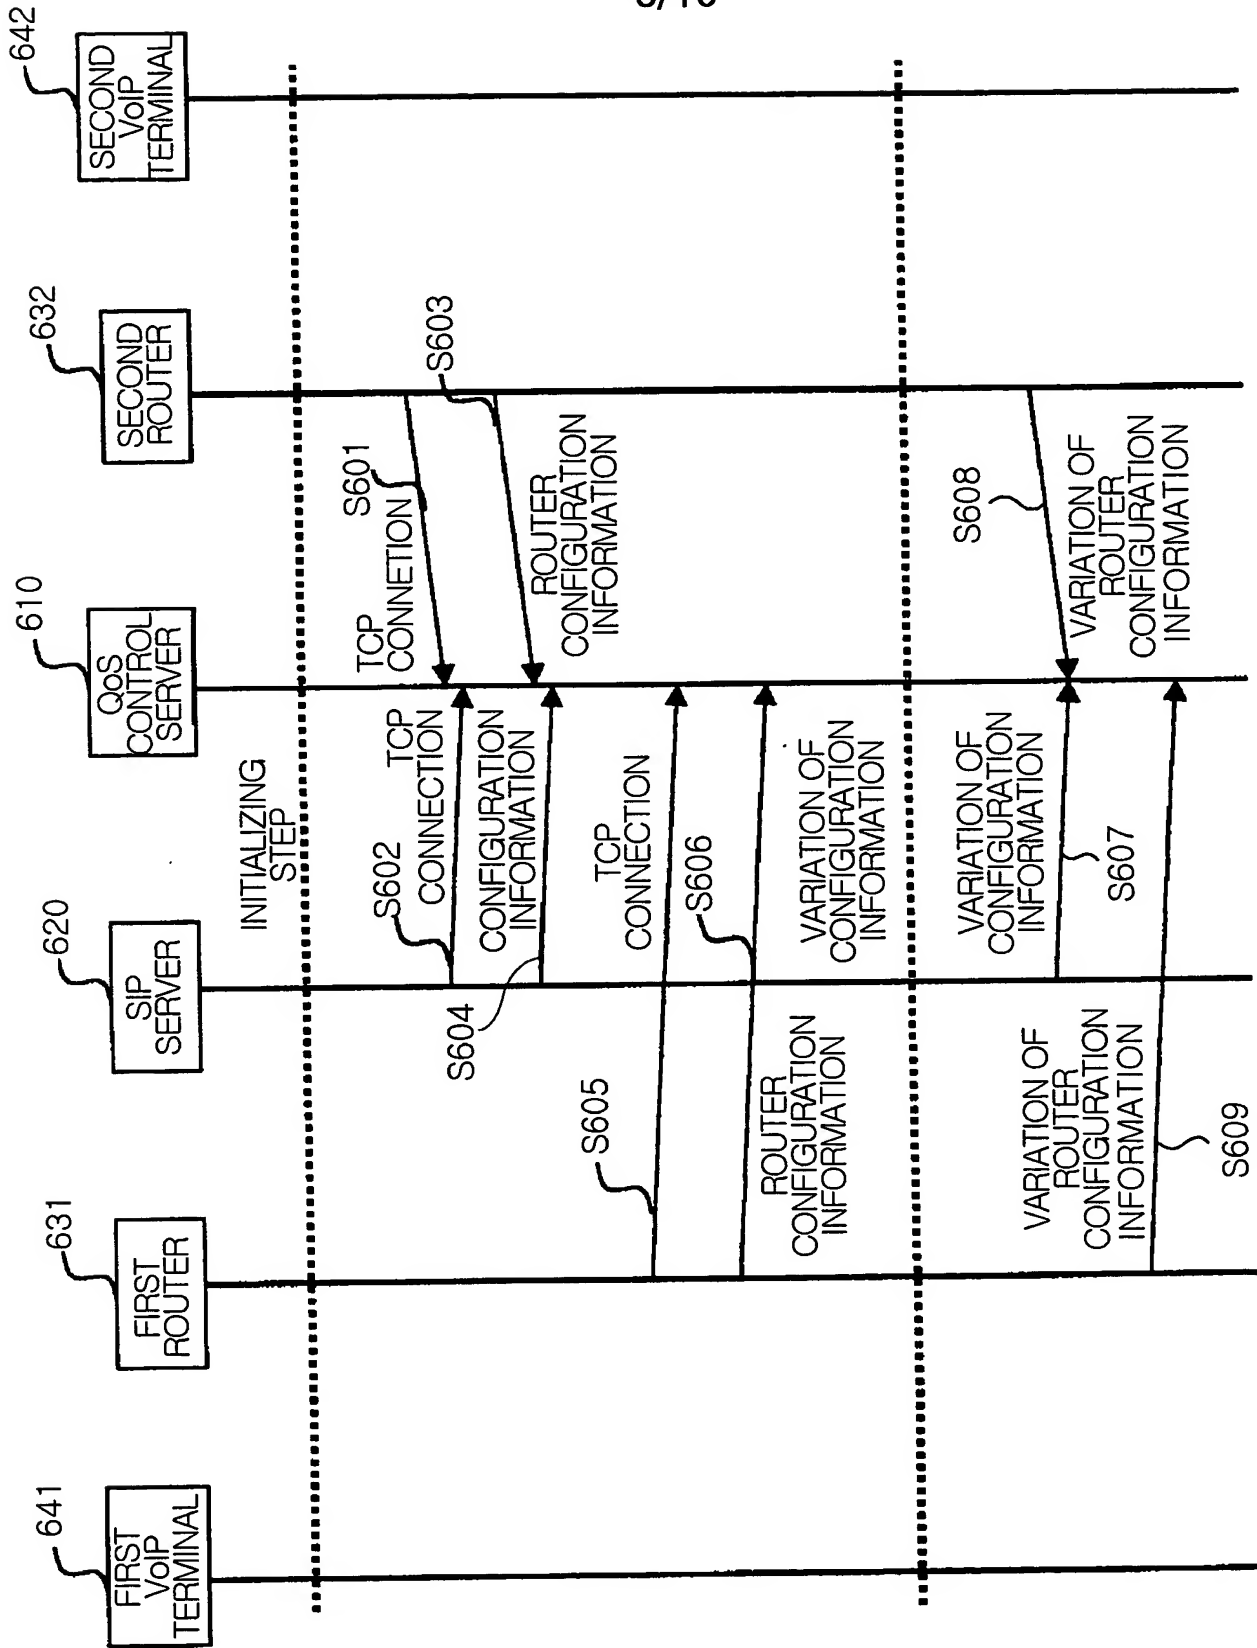 641
FIRST
VoIP
TERMINAL
631
FIRST
ROUTER
620
SIP
SERVER
610
QoS
CONTROL
SERVER
632
SECOND
ROUTER
642
SECOND
VoIP
TERMINAL
INITIALIZING
STEP
TCP
CONNETION
S601
S602
TCP
CONNECTION
S603
ROUTER
CONFIGURATION
INFORMATION
S604
CONFIGURATION
INFORMATION
S605
TCP
CONNECTION
S606
ROUTER
CONFIGURATION
INFORMATION
VARIATION OF
CONFIGURATION
INFORMATION
VARIATION OF
CONFIGURATION
INFORMATION
S607
S608
VARIATION OF
ROUTER
CONFIGURATION
INFORMATION
VARIATION OF
ROUTER
CONFIGURATION
INFORMATION
S609